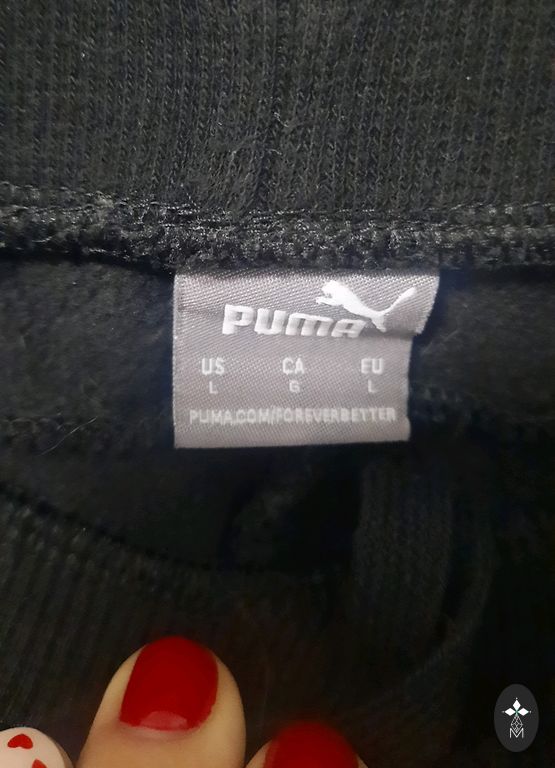 PUMA
US CA EU
L G L
PUMA.COM/FOREVERBETTER
M